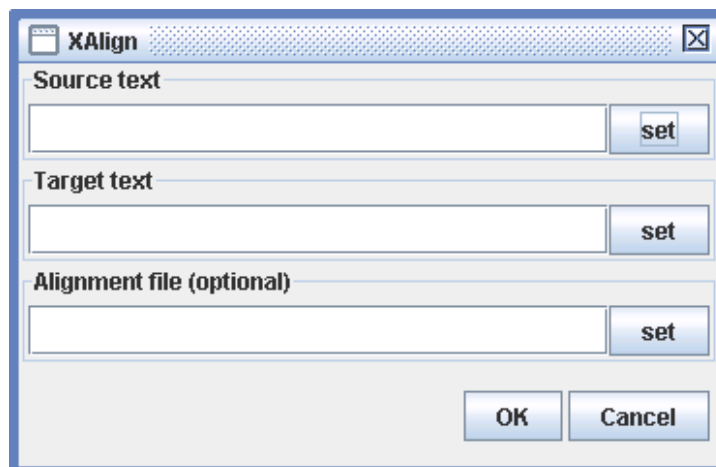 XAlign
Source text
set
Target text
set
Alignment file (optional)
set
OK Cancel